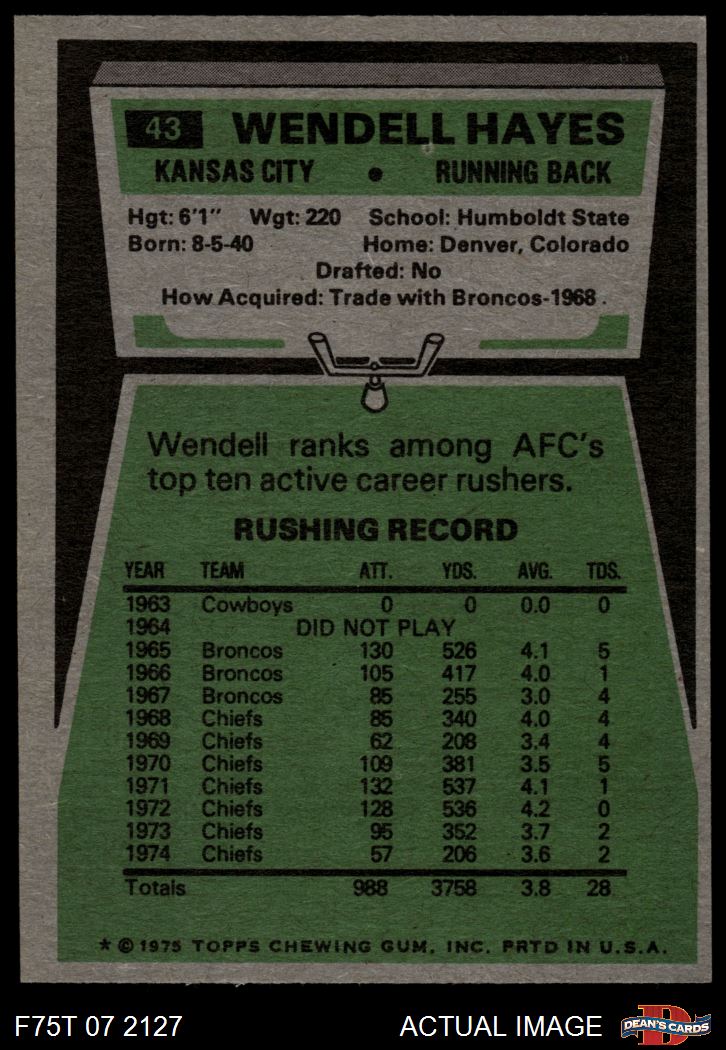 43 WENDELL HAYES
KANSAS CITY • RUNNING BACK
Hgt: 6'1" Wgt: 220 School: Humboldt State
Born: 8-5-40 Home: Denver, Colorado
Drafted: No
How Acquired: Trade with Broncos-1968.
Wendell ranks among AFC's
top ten active career rushers.
RUSHING RECORD
YEAR TEAM ATT. YDS. AVG. TDS.
1963 Cowboys 0 0 0.0 0
1964 DID NOT PLAY
1965 Broncos 130 526 4.1 5
1966 Broncos 105 417 4.0 1
1967 Broncos 85 255 3.0 4
1968 Chiefs 85 340 4.0 4
1969 Chiefs 62 208 3.4 4
1970 Chiefs 109 381 3.5 5
1971 Chiefs 132 537 4.1 1
1972 Chiefs 128 536 4.2 0
1973 Chiefs 95 352 3.7 2
1974 Chiefs 57 206 3.6 2
Totals 988 3758 3.8 28
* © 1975 TOPPS CHEWING GUM, INC. PRTD IN U.S.A.
F75T 07 2127 ACTUAL IMAGE D DEAN'S CARDS